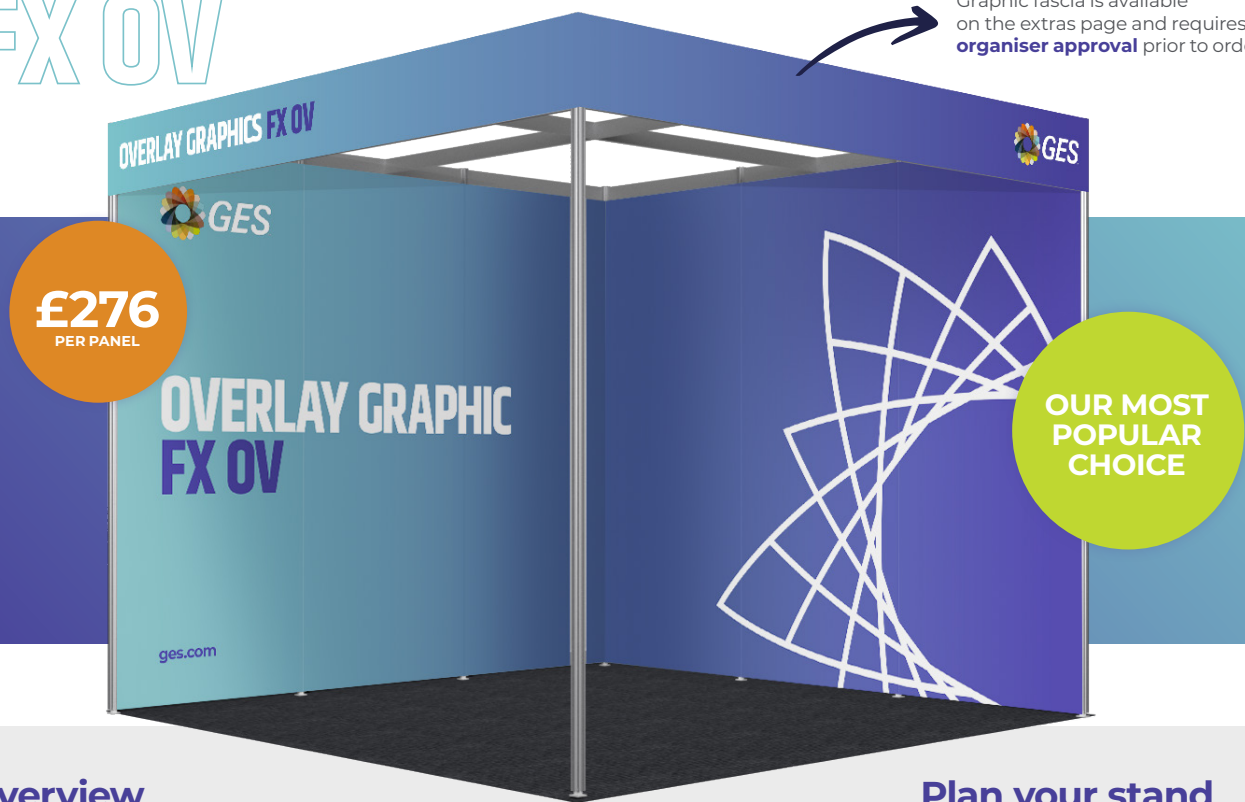 FX OV
Graphic fascia is available
on the extras page and requires
organiser approval prior to
OVERLAY GRAPHICS FX OV
GES
GES
£276
PER PANEL
OVERLAY GRAPHIC
FX OV
OUR MOST
POPULAR
CHOICE
ges.com
Plan your stand